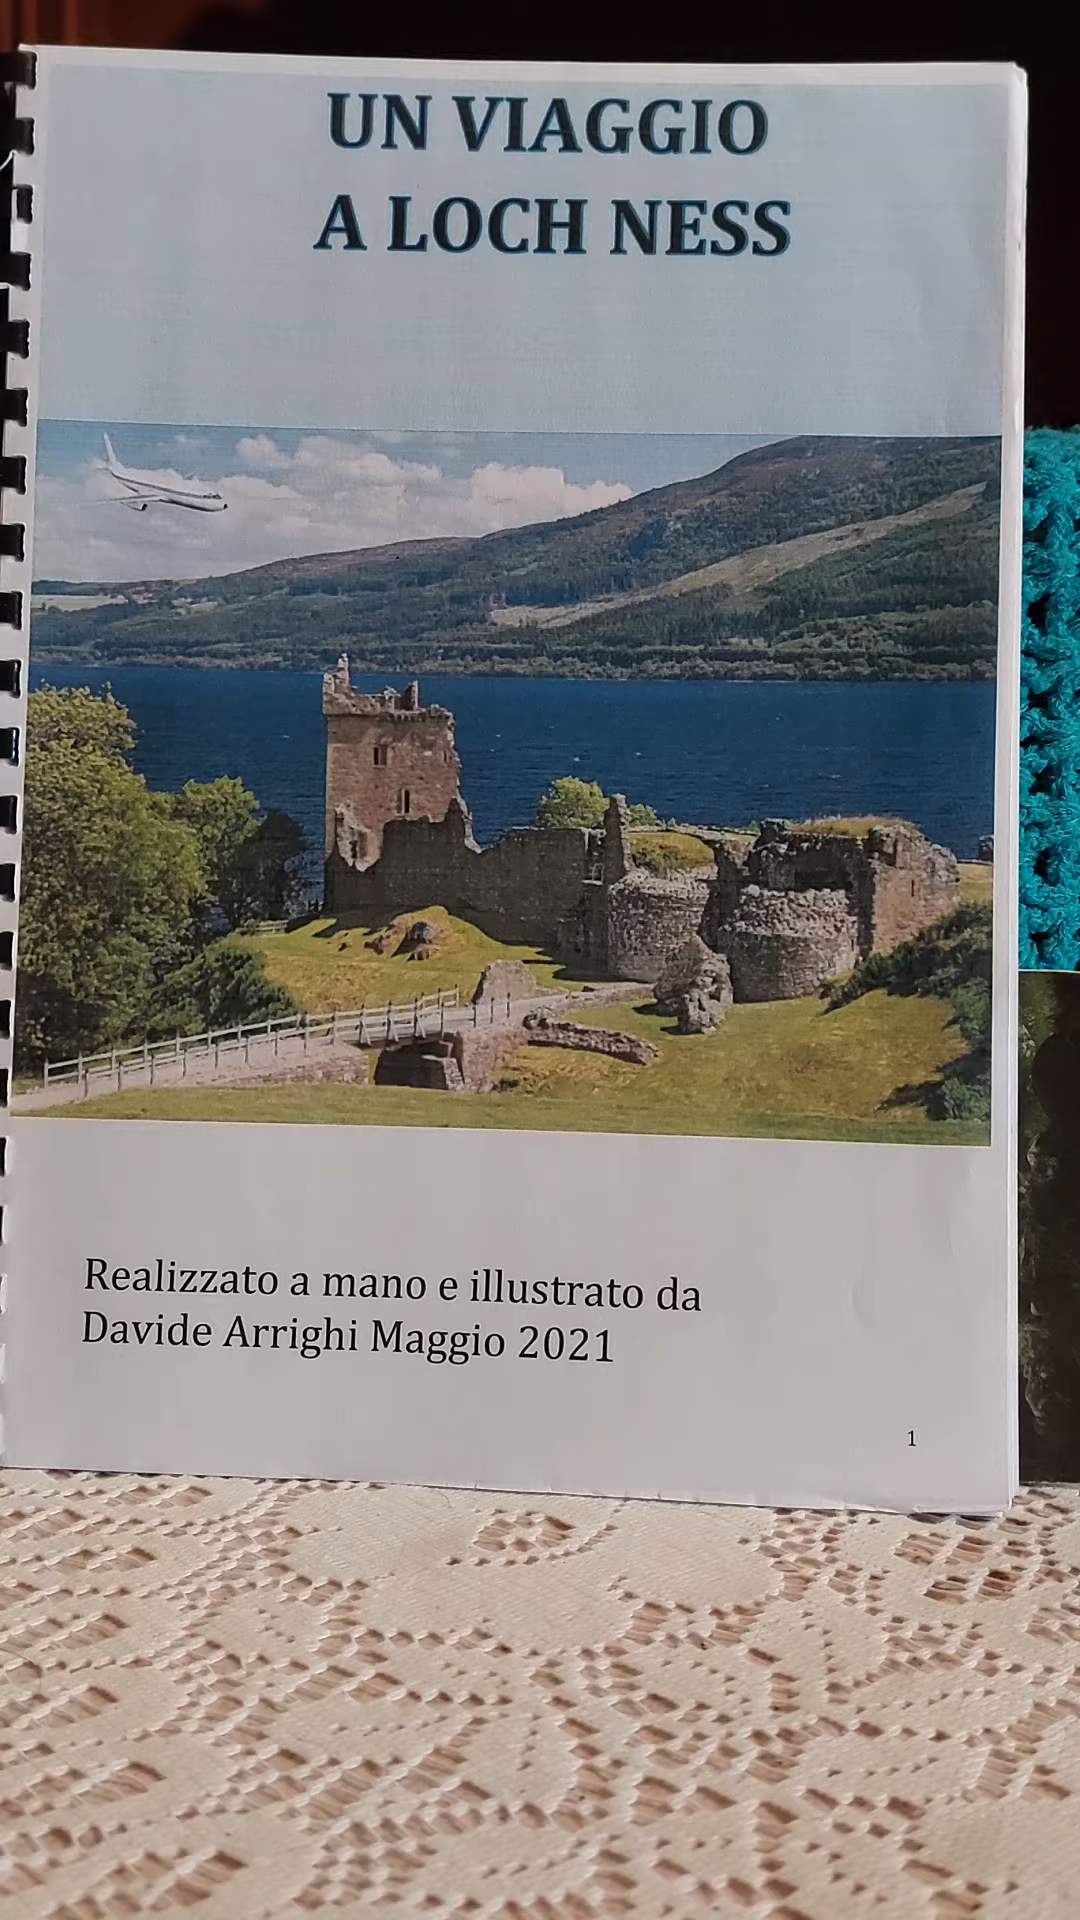 UN VIAGGIO
A LOCH NESS
Realizzato a mano e illustrato da
Davide Arrighi Maggio 2021
1